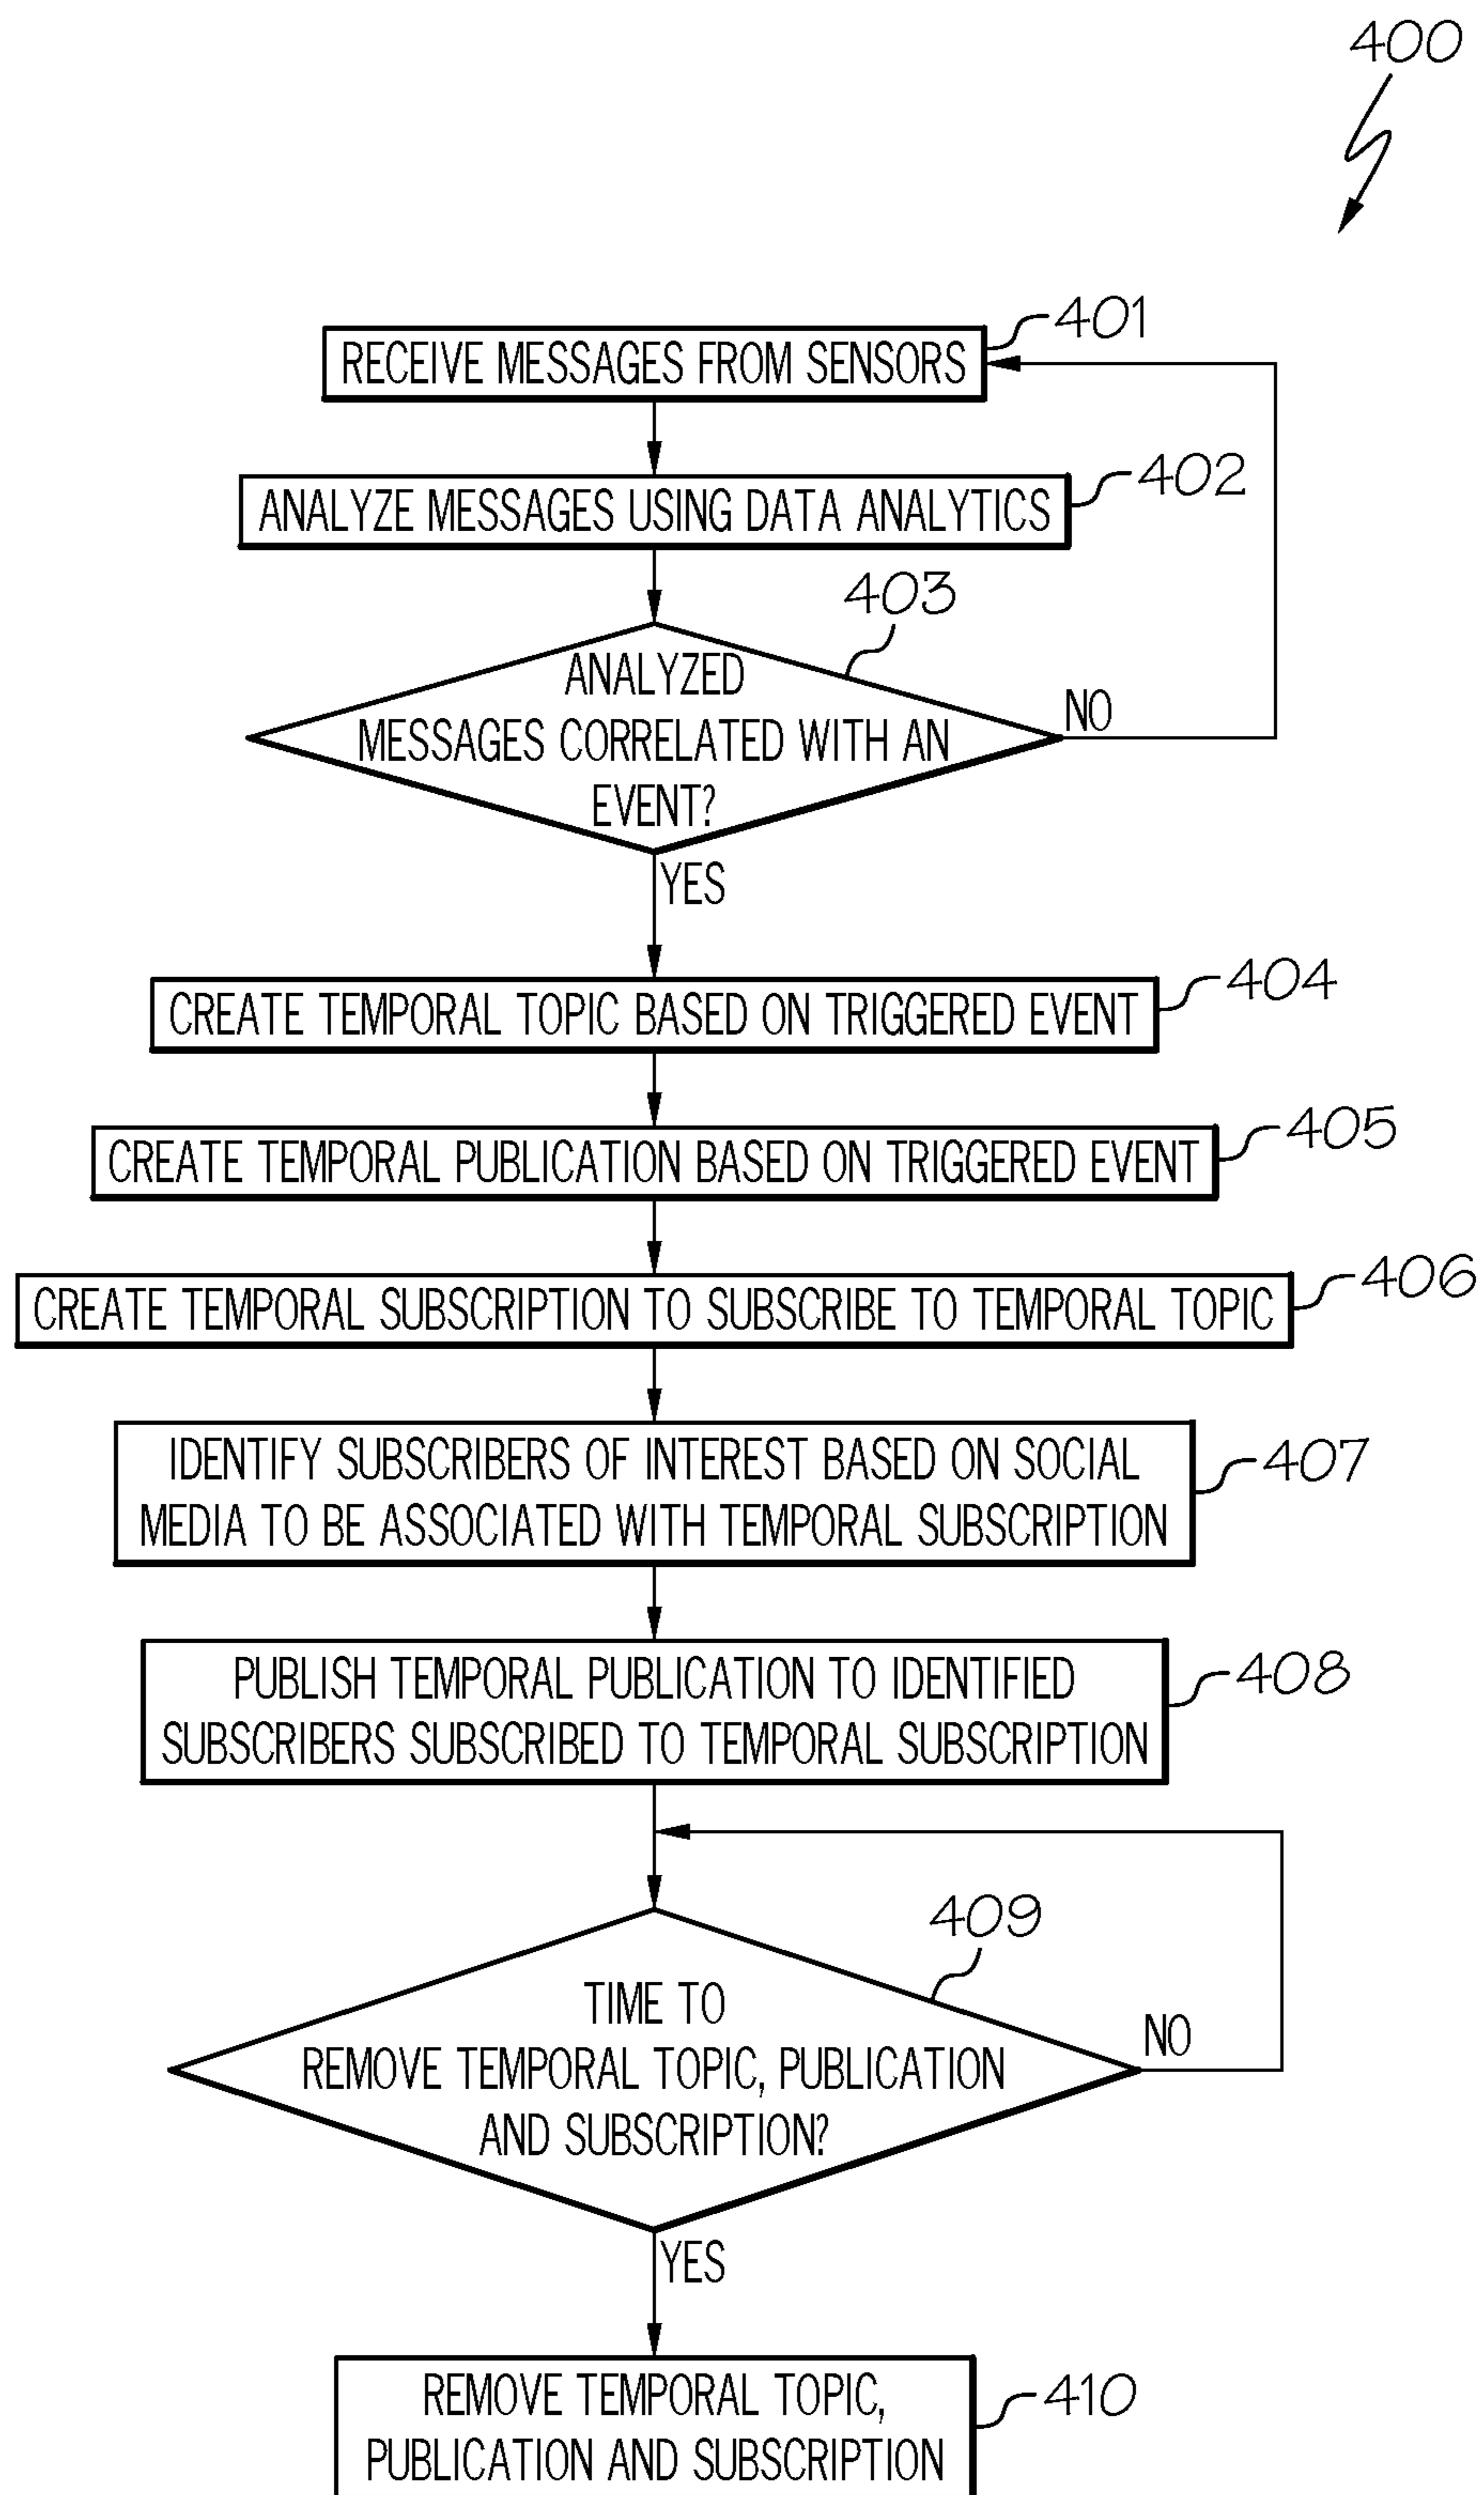 400
401
RECEIVE MESSAGES FROM SENSORS
402
ANALYZE MESSAGES USING DATA ANALYTICS
403
ANALYZED
MESSAGES CORRELATED WITH AN
EVENT?
NO
YES
404
CREATE TEMPORAL TOPIC BASED ON TRIGGERED EVENT
405
CREATE TEMPORAL PUBLICATION BASED ON TRIGGERED EVENT
406
CREATE TEMPORAL SUBSCRIPTION TO SUBSCRIBE TO TEMPORAL TOPIC
407
IDENTIFY SUBSCRIBERS OF INTEREST BASED ON SOCIAL
MEDIA TO BE ASSOCIATED WITH TEMPORAL SUBSCRIPTION
408
PUBLISH TEMPORAL PUBLICATION TO IDENTIFIED
SUBSCRIBERS SUBSCRIBED TO TEMPORAL SUBSCRIPTION
409
TIME TO
REMOVE TEMPORAL TOPIC, PUBLICATION
AND SUBSCRIPTION?
NO
YES
410
REMOVE TEMPORAL TOPIC,
PUBLICATION AND SUBSCRIPTION